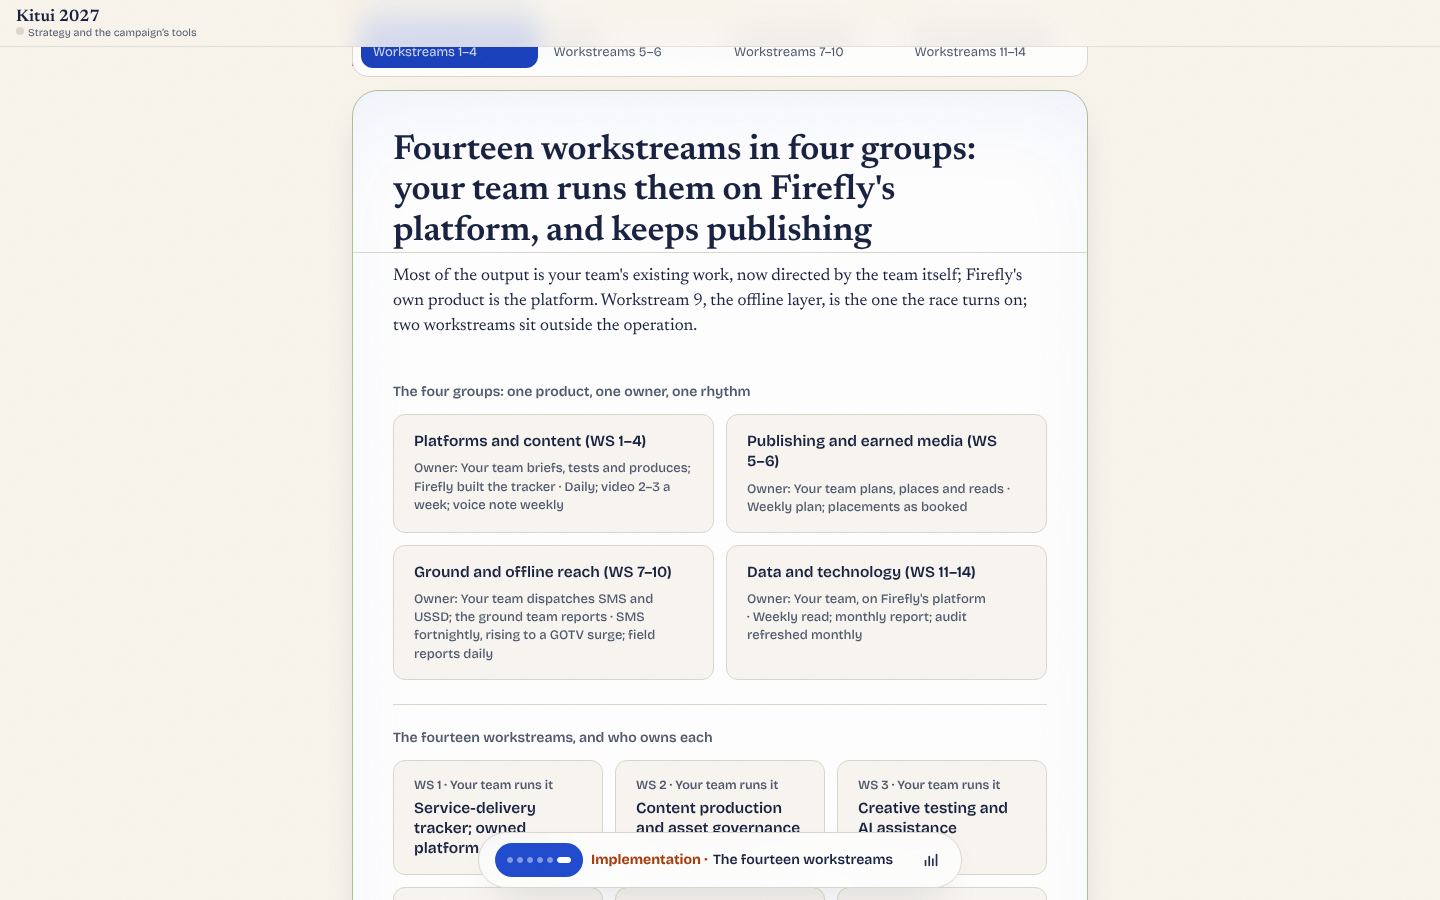 Kitui 2027
Strategy and the campaign's tools
Workstreams 1–4
Workstreams 5–6
Workstreams 7–10
Workstreams 11–14
Fourteen workstreams in four groups:
your team runs them on Firefly's
platform, and keeps publishing
Most of the output is your team's existing work, now directed by the team itself; Firefly's
own product is the platform. Workstream 9, the offline layer, is the one the race turns on;
two workstreams sit outside the operation.
The four groups: one product, one owner, one rhythm
Platforms and content (WS 1–4)
Owner: Your team briefs, tests and produces;
Firefly built the tracker · Daily; video 2–3 a
week; voice note weekly
Publishing and earned media (WS
5–6)
Owner: Your team plans, places and reads ·
Weekly plan; placements as booked
Ground and offline reach (WS 7–10)
Owner: Your team dispatches SMS and
USSD; the ground team reports · SMS
fortnightly, rising to a GOTV surge; field
reports daily
Data and technology (WS 11–14)
Owner: Your team, on Firefly's platform
· Weekly read; monthly report; audit
refreshed monthly
The fourteen workstreams, and who owns each
WS 1 · Your team runs it
Service-delivery
tracker; owned
platform
WS 2 · Your team runs it
Content production
and asset governance
WS 3 · Your team runs it
Creative testing and
AI assistance
Implementation · The fourteen workstreams